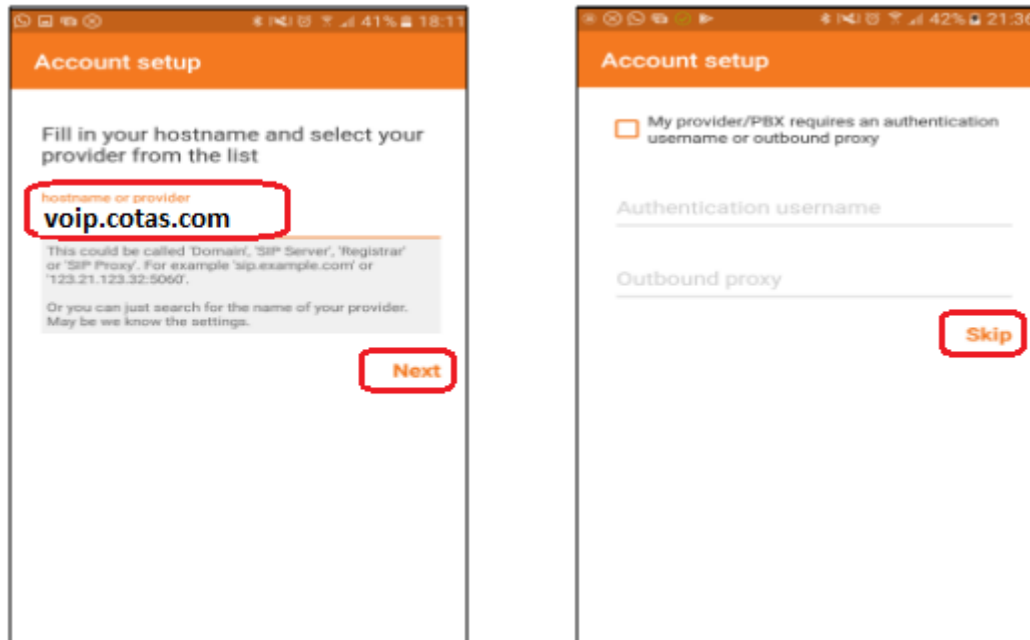 41% 18:11
Account setup
Fill in your hostname and select your
provider from the list
hostname or provider
voip.cotas.com
This could be called 'Domain', 'SIP Server', 'Registrar'
or 'SIP Proxy'. For example 'sip.example.com' or
'123.21.123.32:5060'.
Or you can just search for the name of your provider.
May be we know the settings.
Next
42% 21:36
Account setup
My provider/PBX requires an authentication
username or outbound proxy
Authentication username
Outbound proxy
Skip